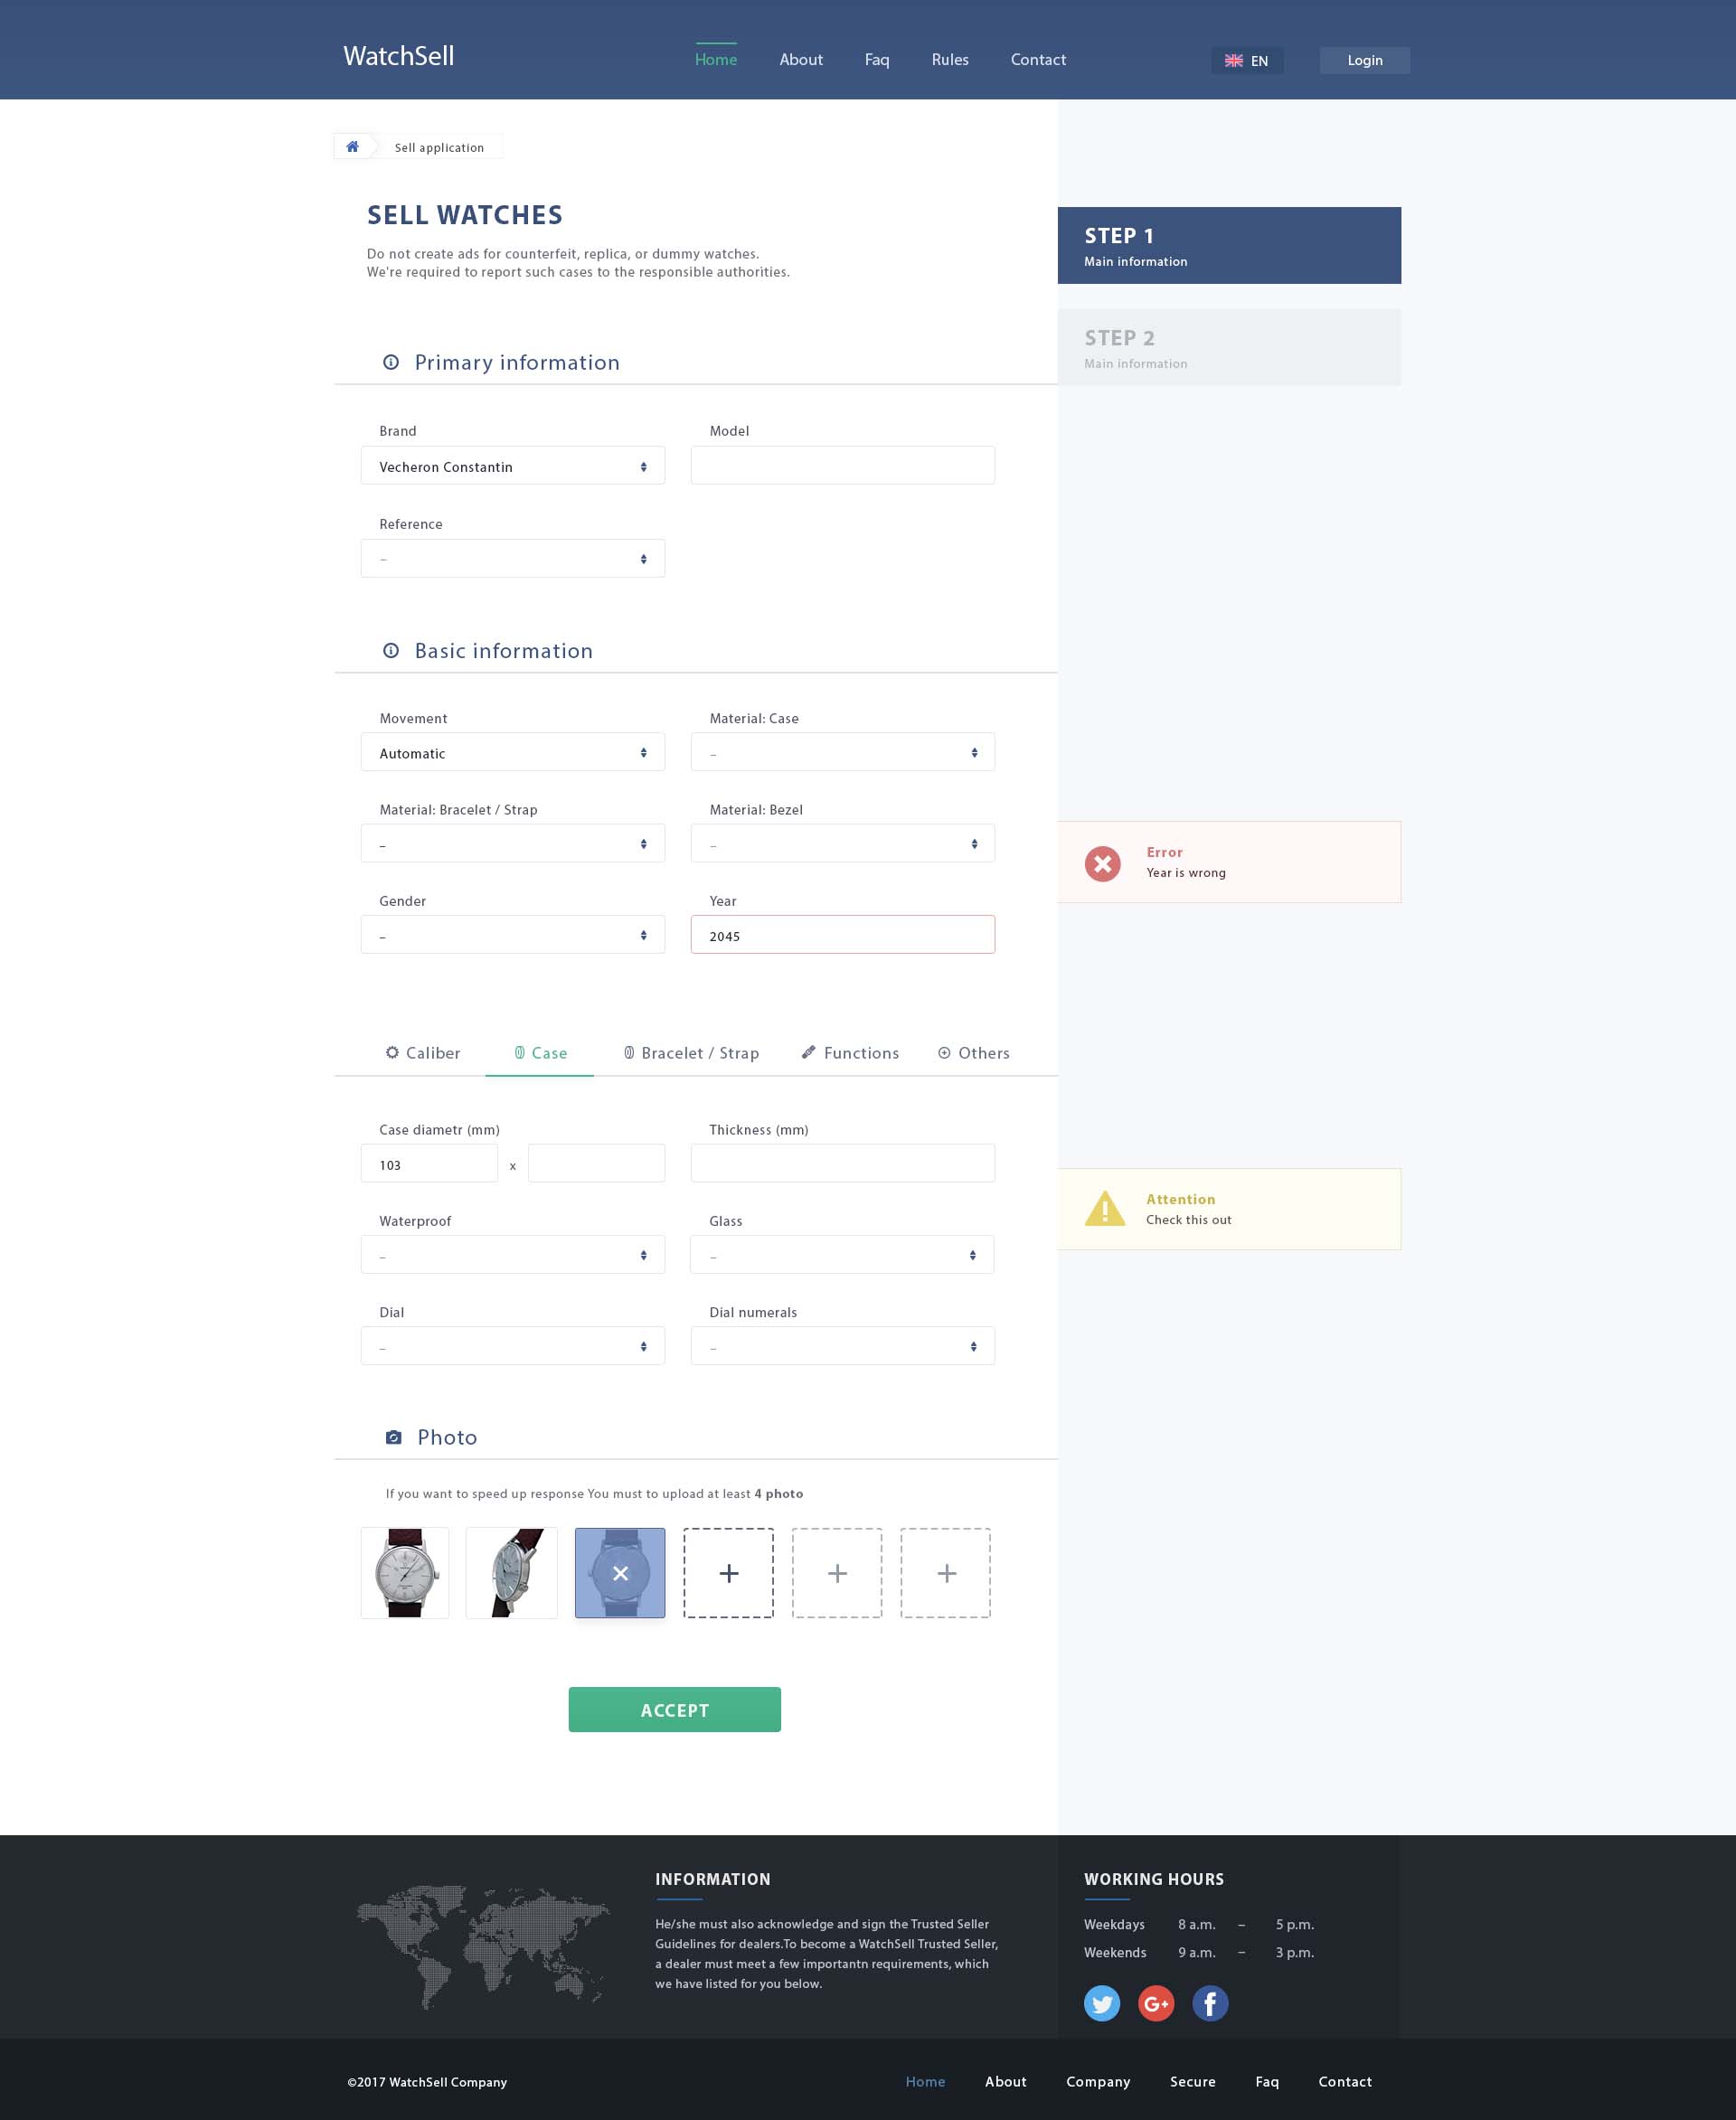 WatchSell
Home
About
Faq
Rules
Contact
EN
Login
Sell application
SELL WATCHES
Do not create ads for counterfeit, replica, or dummy watches.
We're required to report such cases to the responsible authorities.
STEP 1
Main information
STEP 2
Main information
Primary information
Brand
Model
Vecheron Constantin
Reference
–
Basic information
Movement
Material: Case
Automatic
–
Material: Bracelet / Strap
Material: Bezel
–
–
Error
Year is wrong
Gender
Year
–
2045
Caliber
Case
Bracelet / Strap
Functions
Others
Case diametr (mm)
Thickness (mm)
103
x
Attention
Check this out
Waterproof
Glass
–
–
Dial
Dial numerals
–
–
Photo
If you want to speed up response You must to upload at least 4 photo
ACCEPT
INFORMATION
He/she must also acknowledge and sign the Trusted Seller
Guidelines for dealers.To become a WatchSell Trusted Seller,
a dealer must meet a few importantn requirements, which
we have listed for you below.
WORKING HOURS
Weekdays 8 a.m. – 5 p.m.
Weekends 9 a.m. – 3 p.m.
©2017 WatchSell Company
Home
About
Company
Secure
Faq
Contact